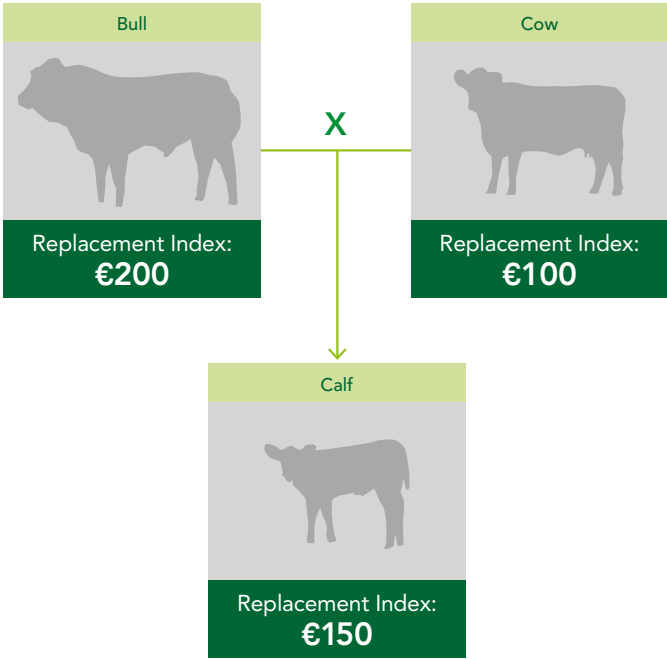 Bull
Cow
X
Replacement Index:
€200
Replacement Index:
€100
Calf
Replacement Index:
€150